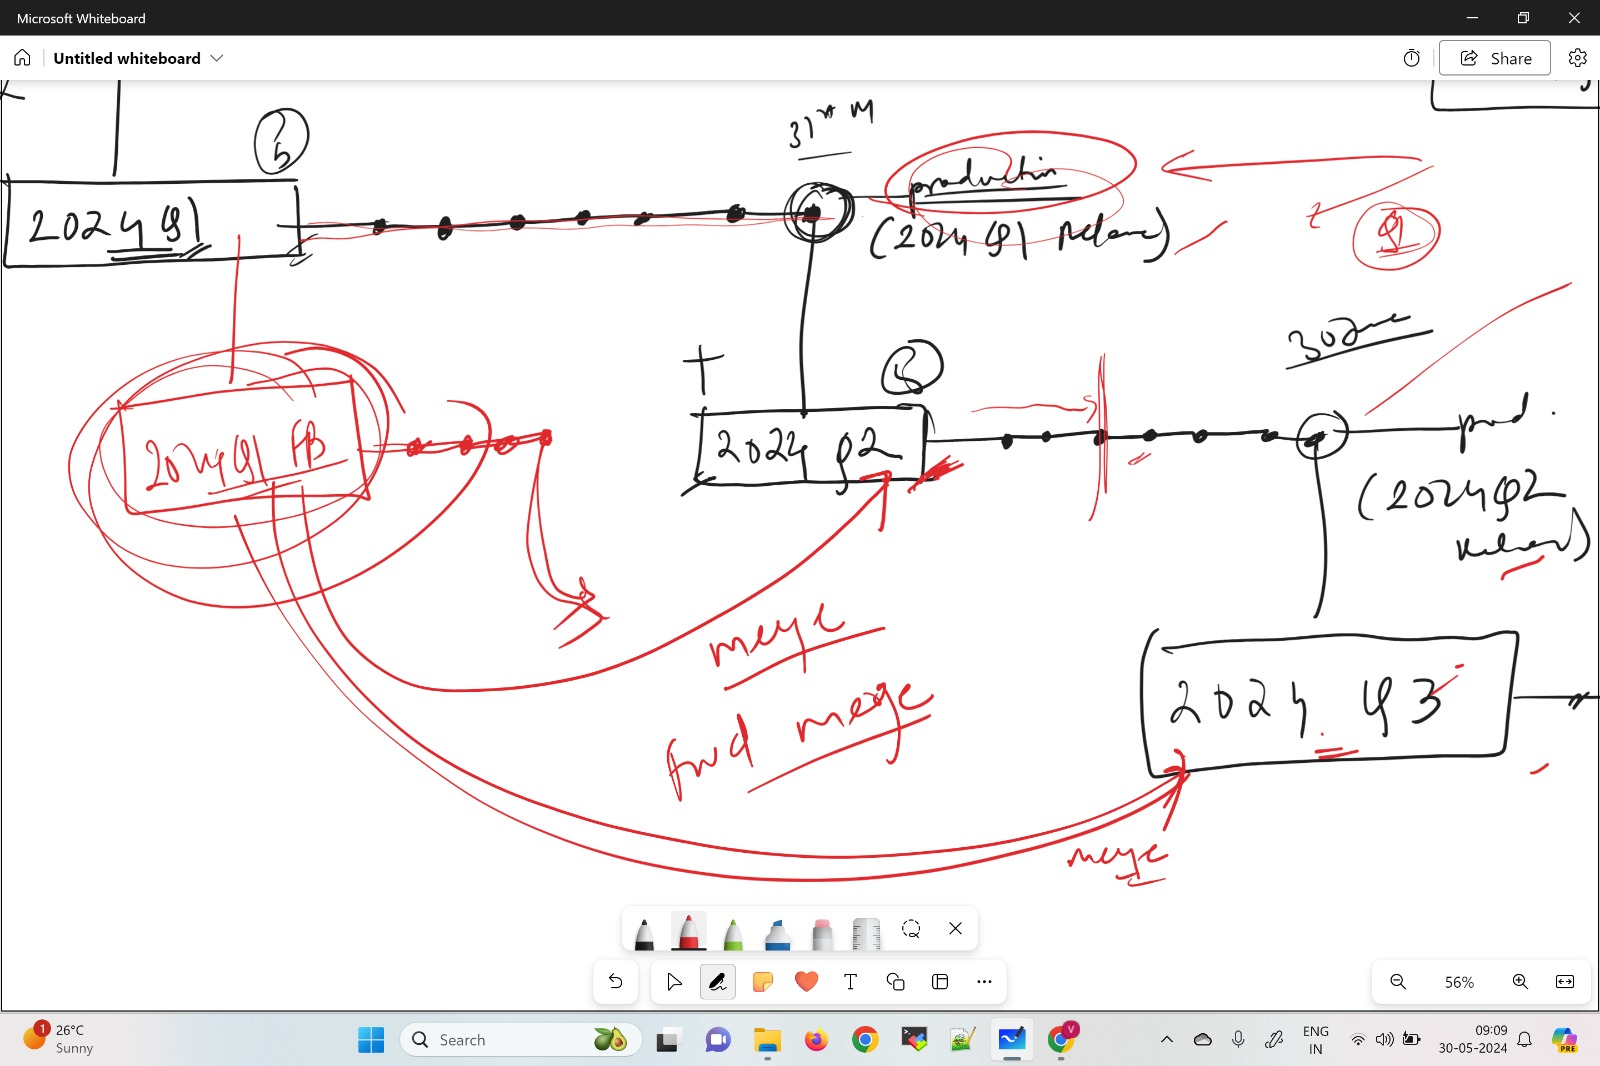 Microsoft Whiteboard
Untitled whiteboard
Share
31st M
production
2024 Q1
(2024 Q1 Release)
Q1
30 June
2024 Q1 FB
2024 Q2
prod.
(2024 Q2
Release)
merge
fwd merge
2024 Q3
merge
56%
1
26°C
Sunny
Search
V
ENG
IN
09:09
30-05-2024
PRE